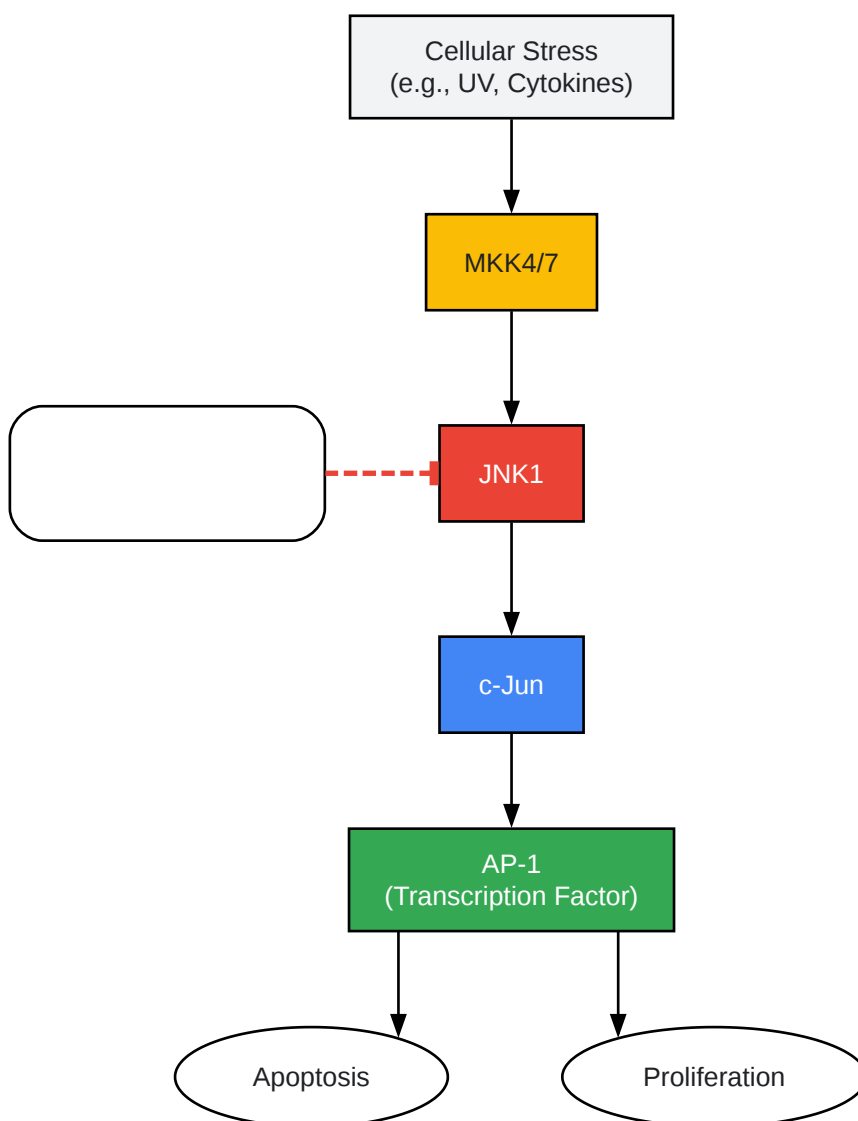 Cellular Stress
(e.g., UV, Cytokines)
MKK4/7
JNK1
c-Jun
AP-1
(Transcription Factor)
Apoptosis
Proliferation